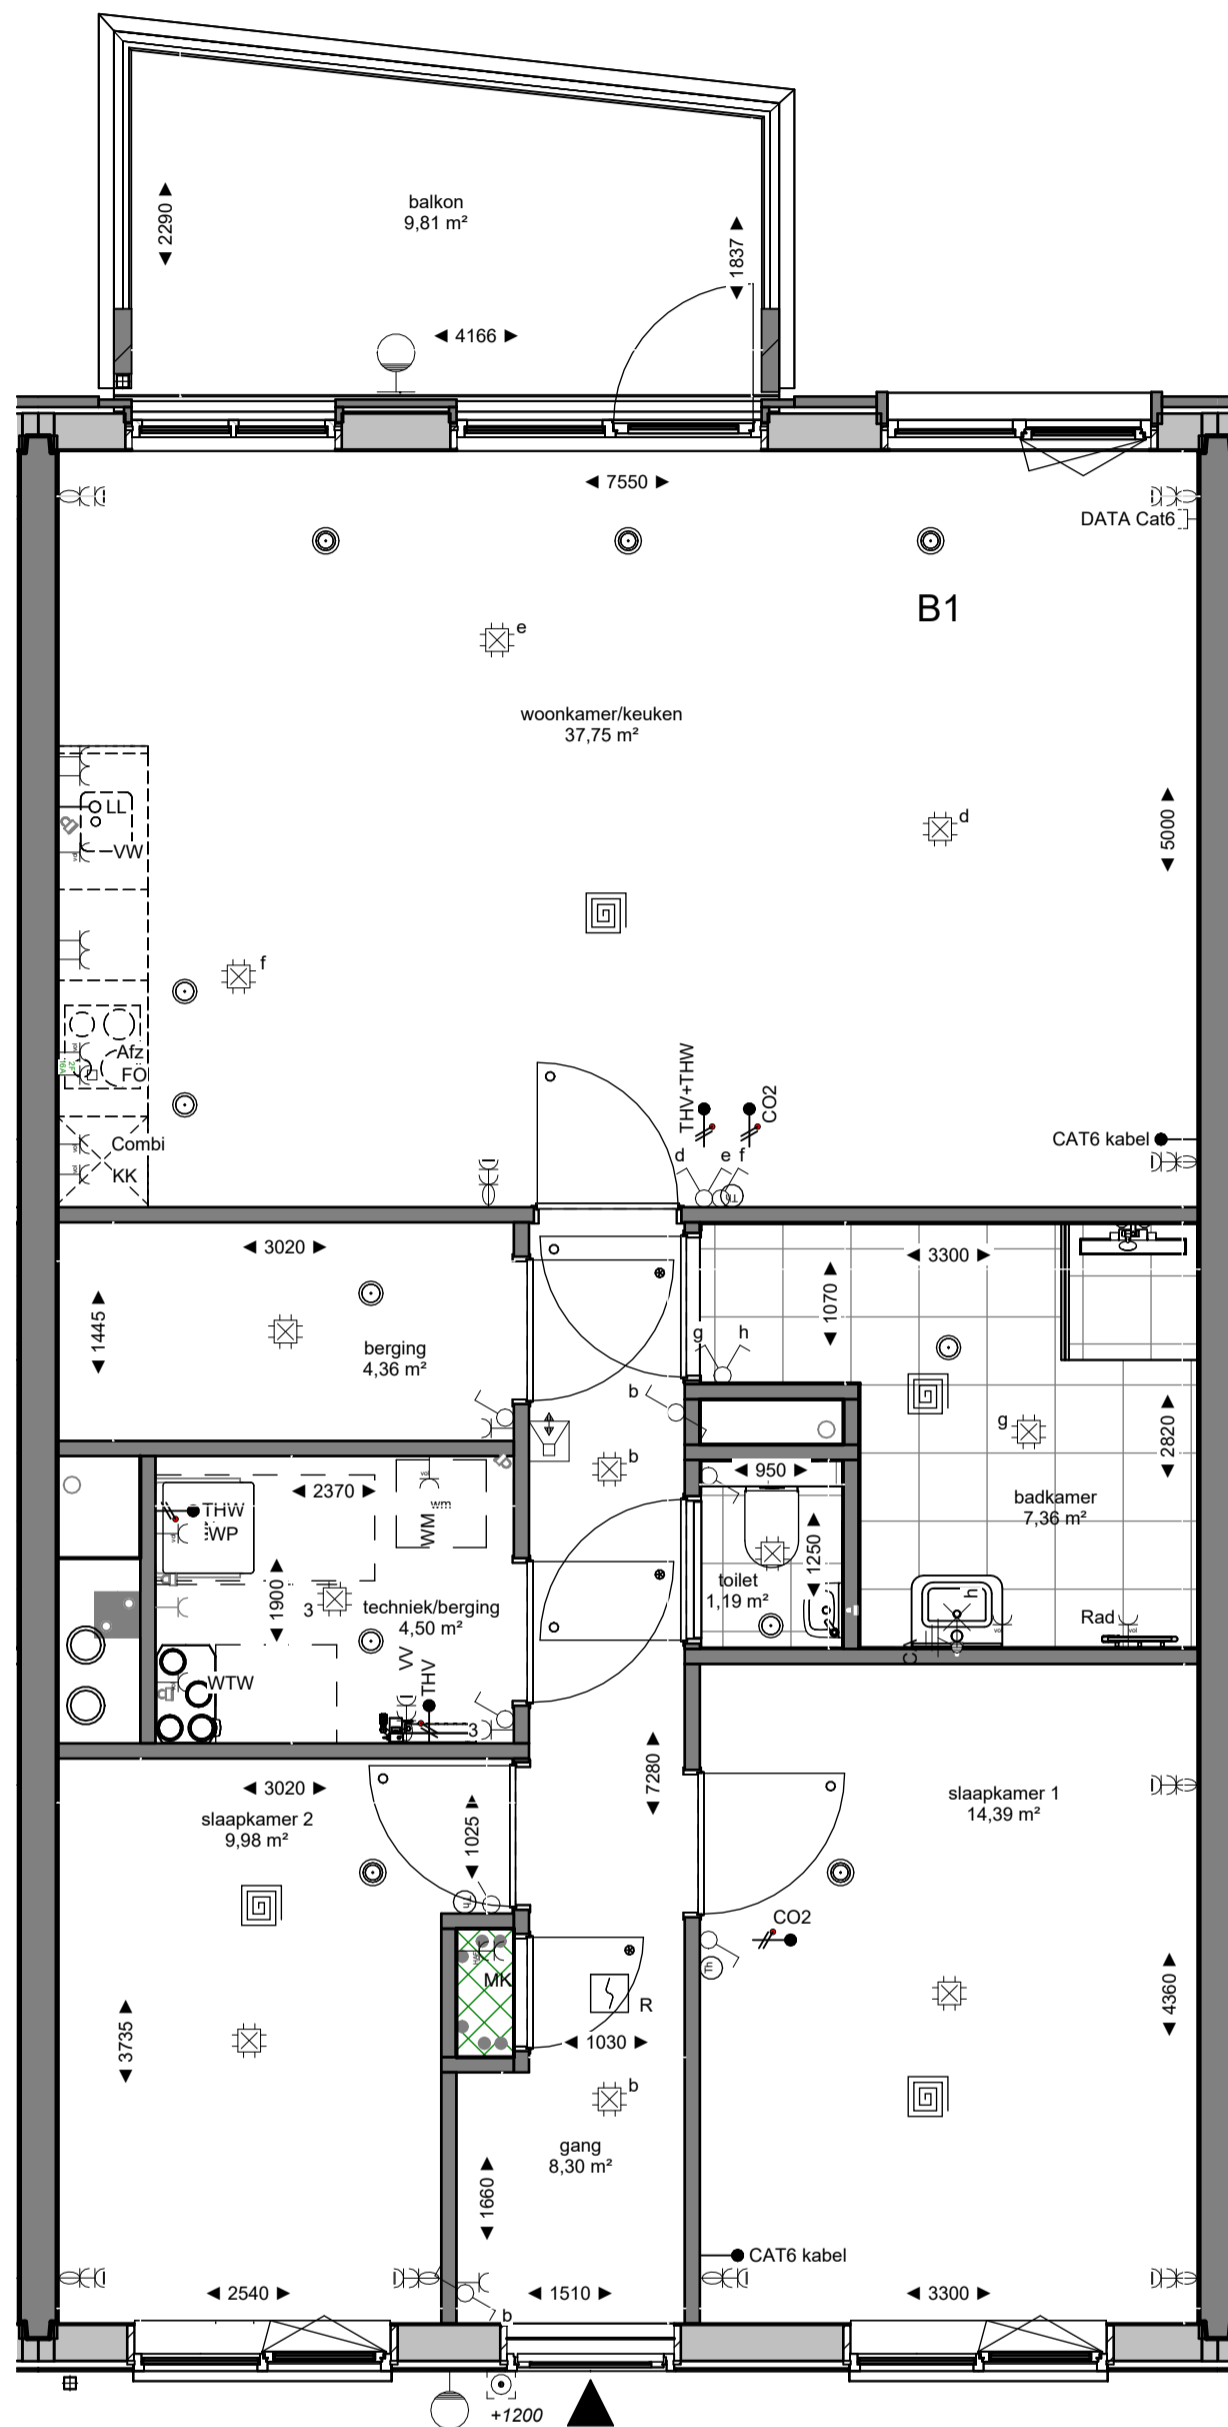 balkon
9,81 m²
2290
1837
4166
7550
DATA Cat6
B1
e
woonkamer/keuken
37,75 m²
LL
VW
d
5000
f
Afz
FÖ
THV+THW
CO2
Combi
KK
CAT6 kabel
d
e
f
3020
1445
berging
4,36 m²
3300
1070
g
h
b
b
g
2820
badkamer
7,36 m²
950
1250
toilet
1,19 m²
h
Rad
2370
THW
WP
wm
WM
1900
3
techniek/berging
4,50 m²
WTW
VV
THV
3
7280
3020
slaapkamer 2
9,98 m²
1025
slaapkamer 1
14,39 m²
CO2
Th
MK
R
1030
3735
4360
b
gang
8,30 m²
1660
CAT6 kabel
2540
1510
3300
b
+1200